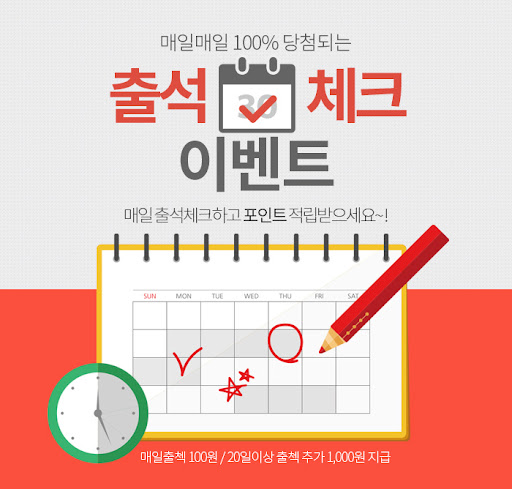 매일매일 100% 당첨되는
출석 30 체크
이벤트
매일 출석체크하고 포인트 적립받으세요~!
SUN MON TUE WED THU FRI SAT
매일출첵 100원 / 20일이상 출첵 추가 1,000원 지급